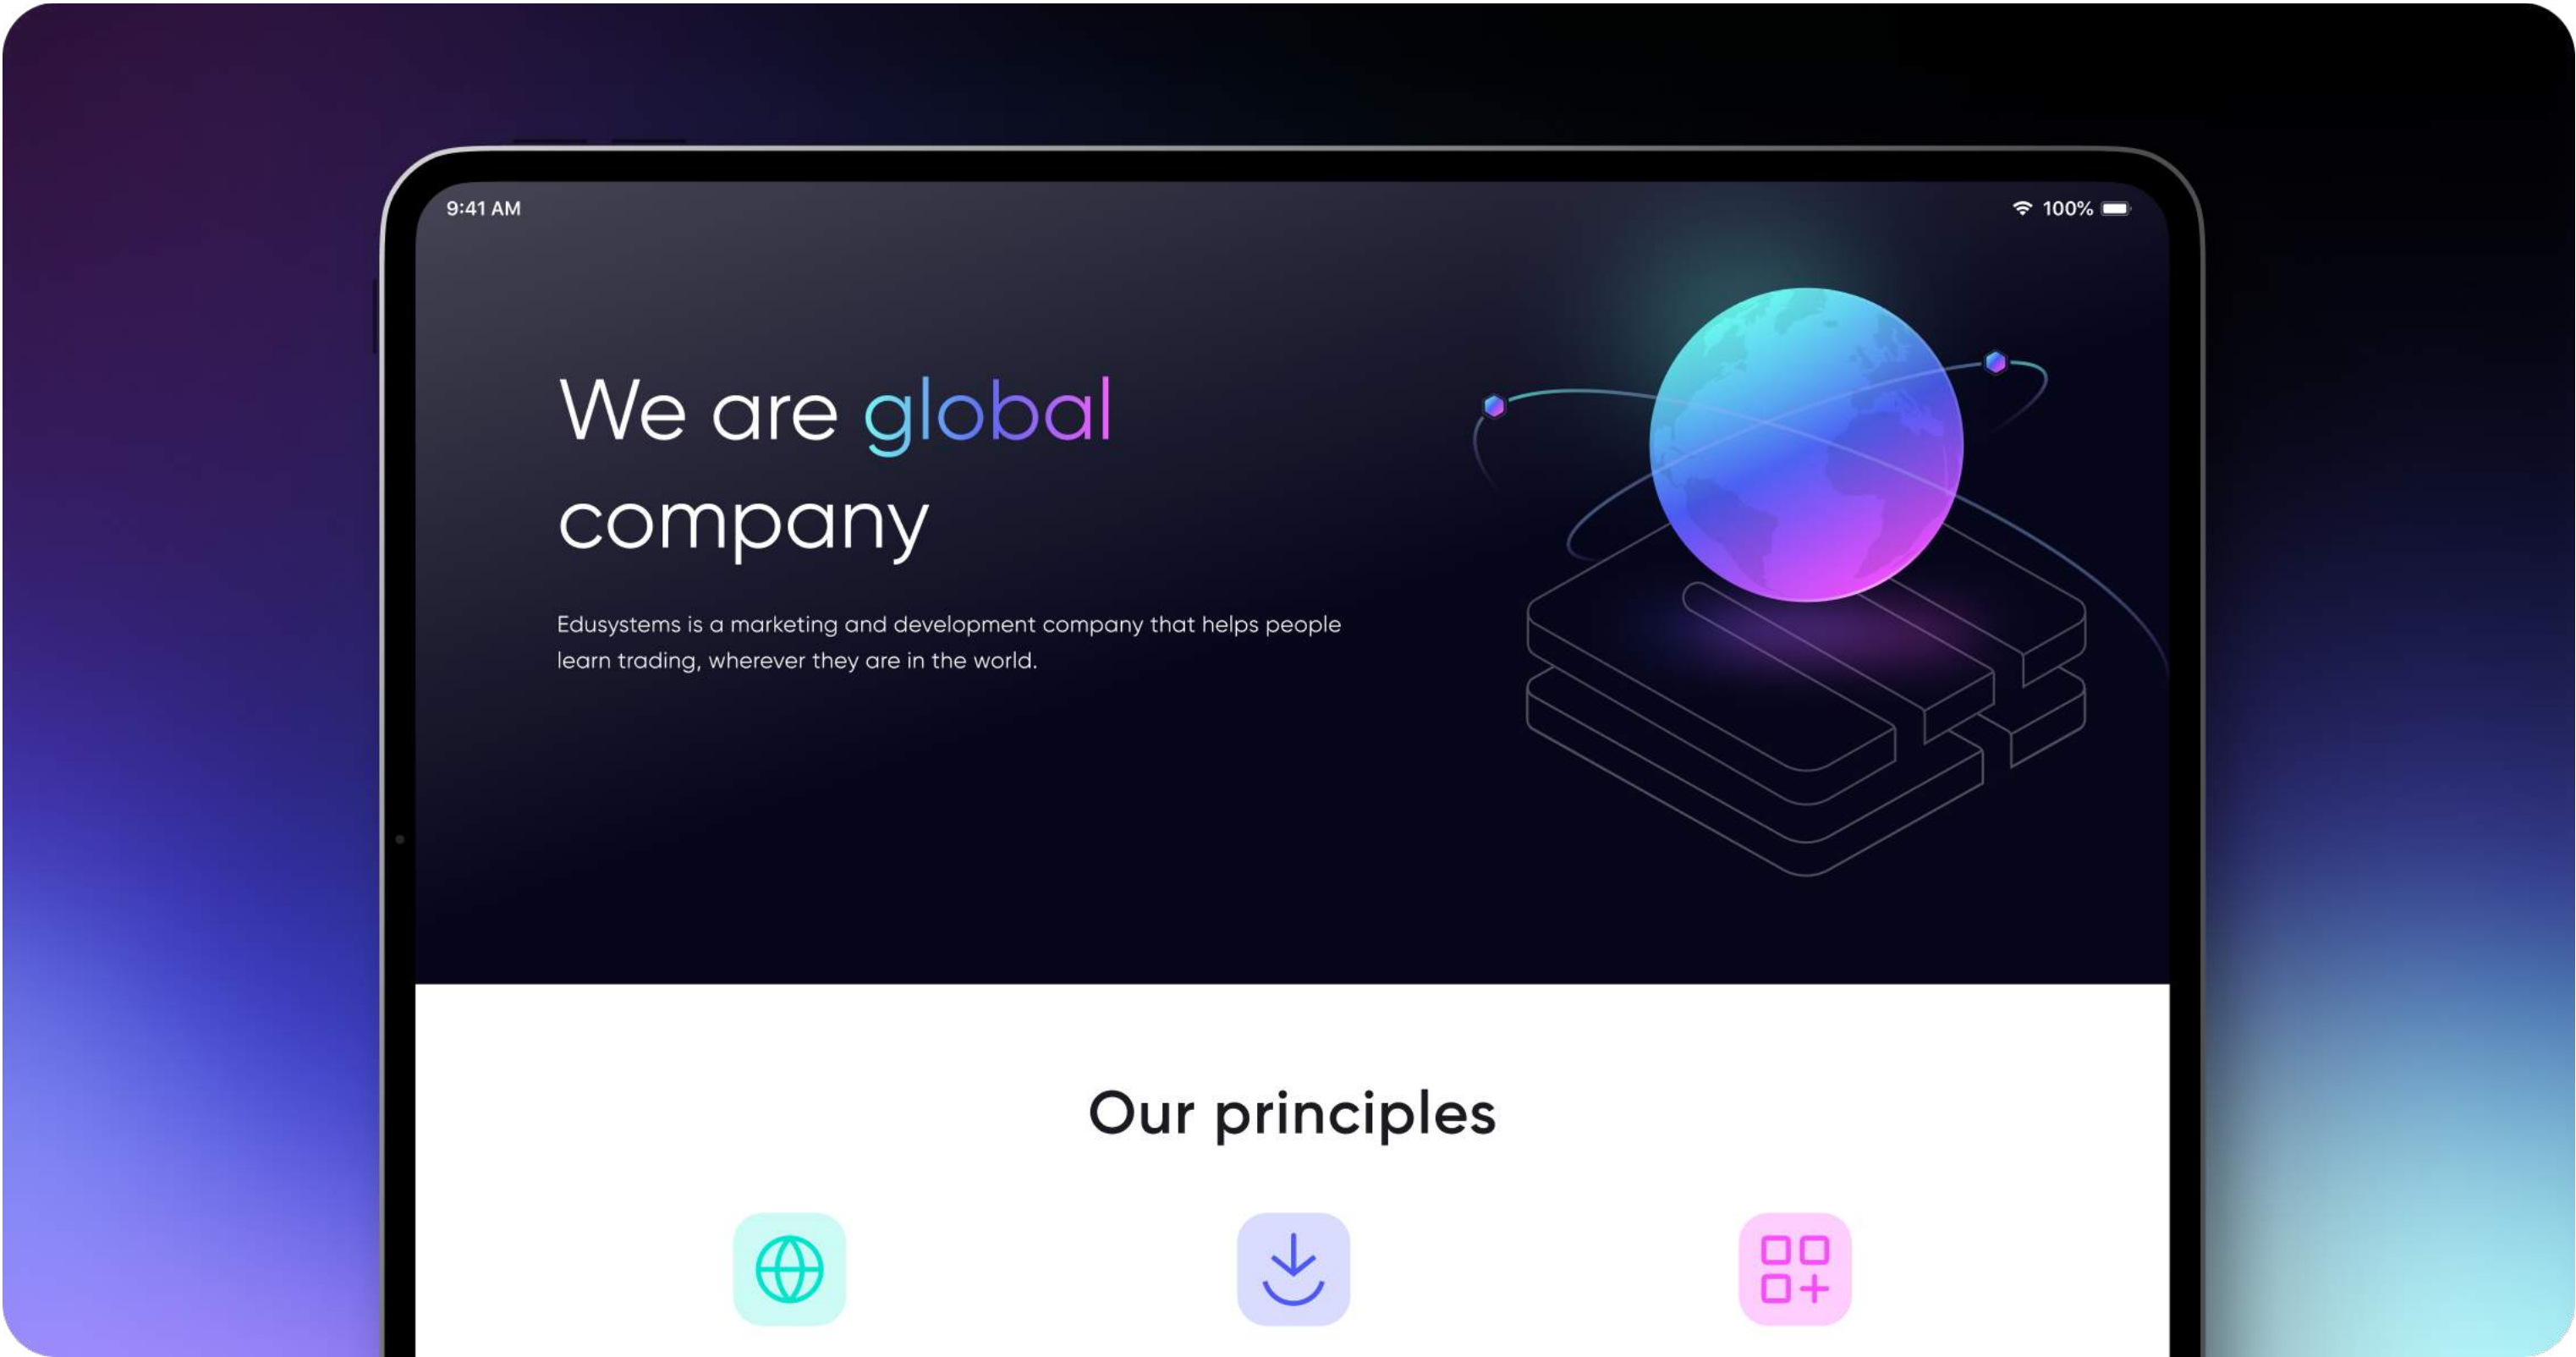 9:41 AM
100%
We are global
company
Edusystems is a marketing and development company that helps people
learn trading, wherever they are in the world.
Our principles